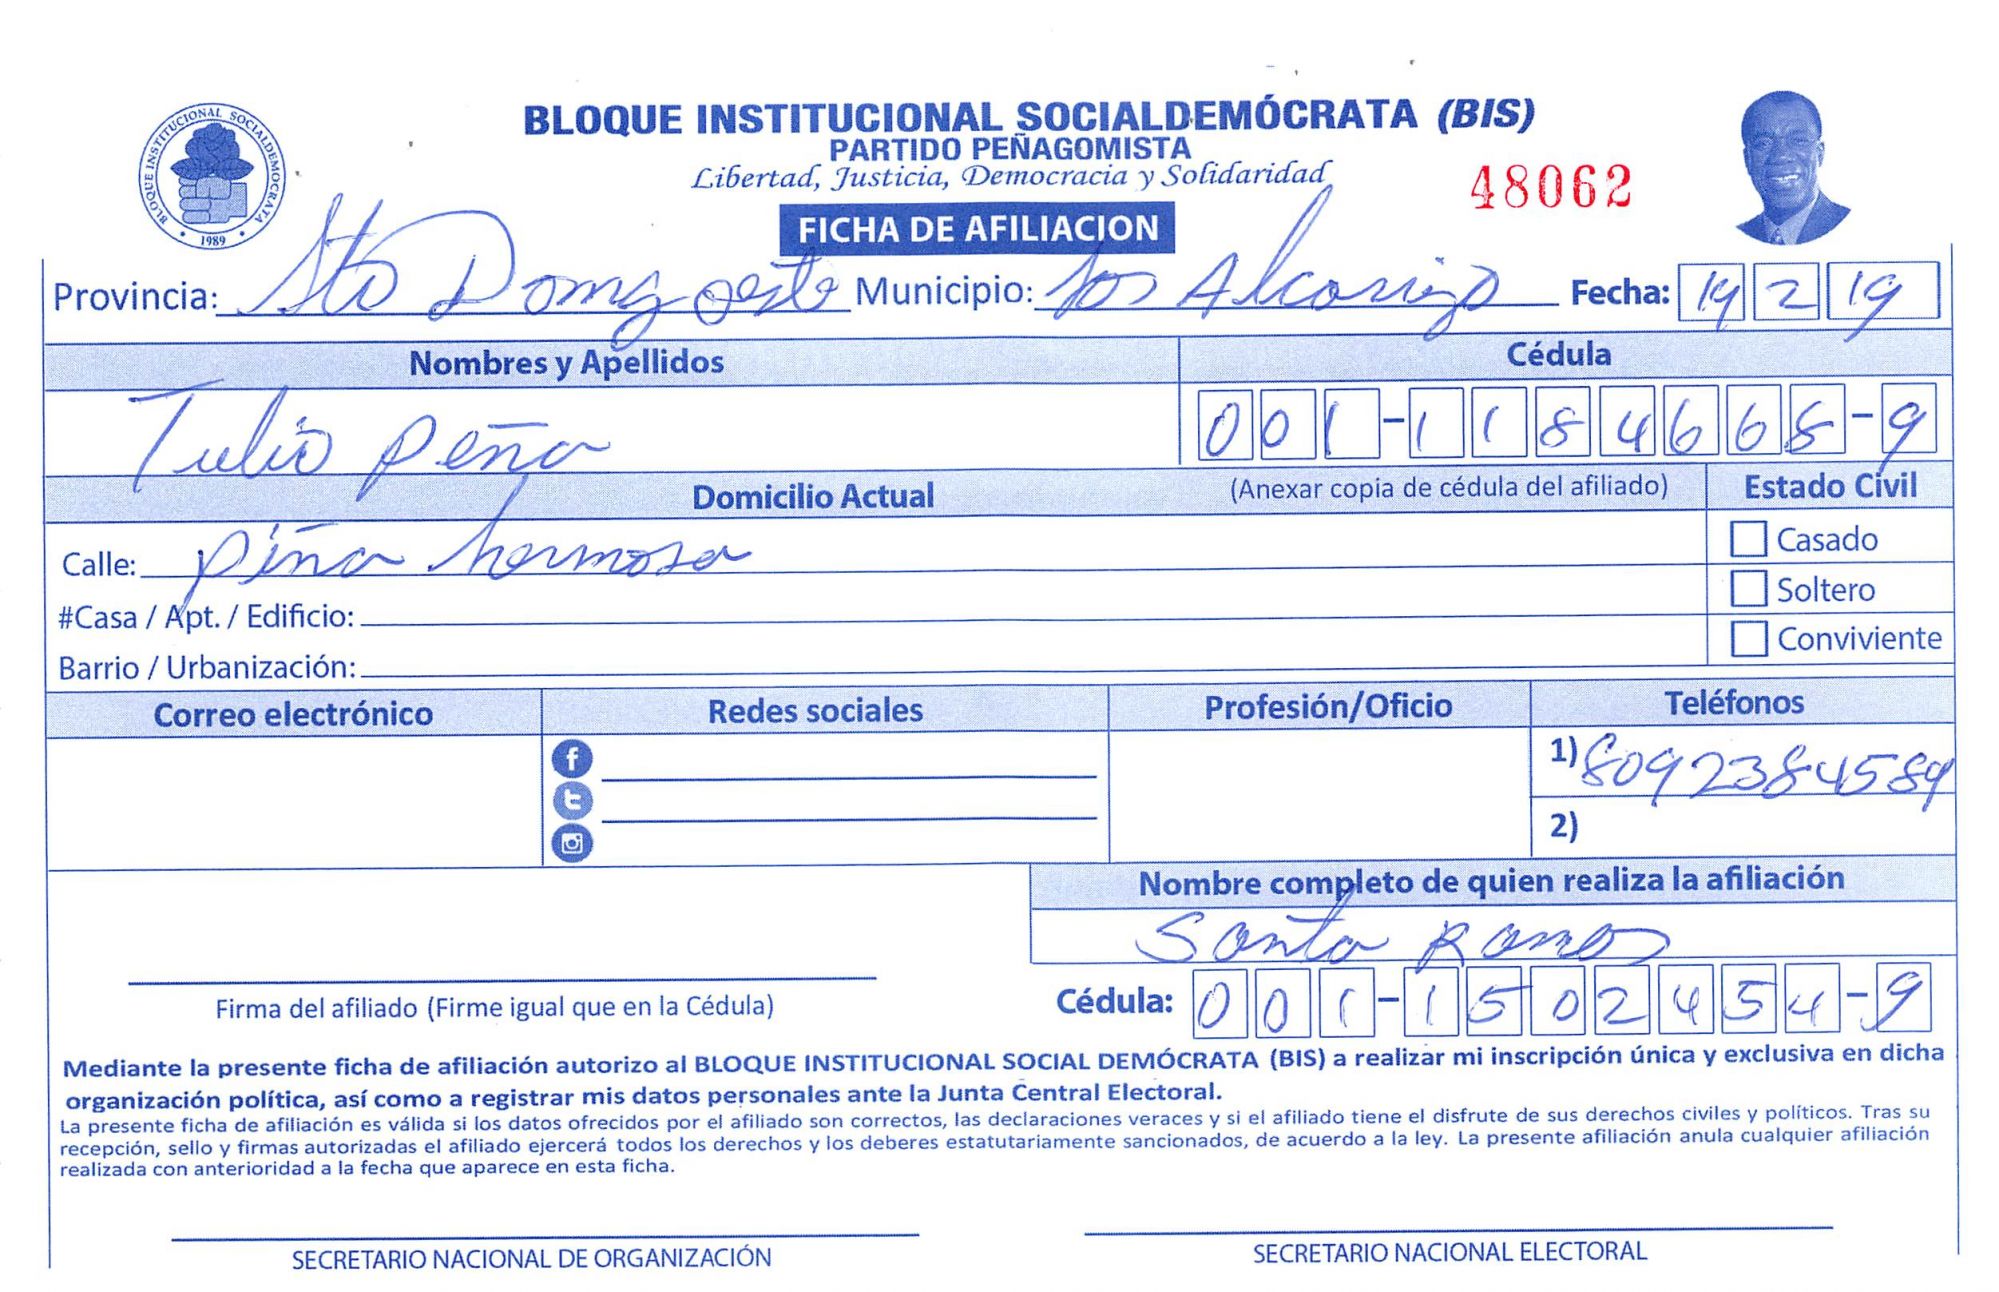 BLOQUE INSTITUCIONAL SOCIALDEMÓCRATA (BIS)
PARTIDO PEÑAGOMISTA
Libertad, Justicia, Democracia y Solidaridad
48062
BLOQUE INSTITUCIONAL SOCIALDEMOCRATA
1989
FICHA DE AFILIACION
Provincia: Sto Domg oeste Municipio: los Alcarrizo Fecha: 14 2 19
Nombres y Apellidos Cédula
Tulio peña 001-1184668-9
Domicilio Actual (Anexar copia de cédula del afiliado) Estado Civil
Calle: piña hermosa
Casado
#Casa / Apt. / Edificio:
Soltero
Barrio / Urbanización:
Conviviente
Correo electrónico Redes sociales Profesión/Oficio Teléfonos
1) 8092384584
2)
Nombre completo de quien realiza la afiliación
Santa Ramos
Firma del afiliado (Firme igual que en la Cédula)
Cédula: 001-1502454-9
Mediante la presente ficha de afiliación autorizo al BLOQUE INSTITUCIONAL SOCIAL DEMÓCRATA (BIS) a realizar mi inscripción única y exclusiva en dicha
organización política, así como a registrar mis datos personales ante la Junta Central Electoral.
La presente ficha de afiliación es válida si los datos ofrecidos por el afiliado son correctos, las declaraciones veraces y si el afiliado tiene el disfrute de sus derechos civiles y políticos. Tras su
recepción, sello y firmas autorizadas el afiliado ejercerá todos los derechos y los deberes estatutariamente sancionados, de acuerdo a la ley. La presente afiliación anula cualquier afiliación
realizada con anterioridad a la fecha que aparece en esta ficha.
SECRETARIO NACIONAL DE ORGANIZACIÓN SECRETARIO NACIONAL ELECTORAL